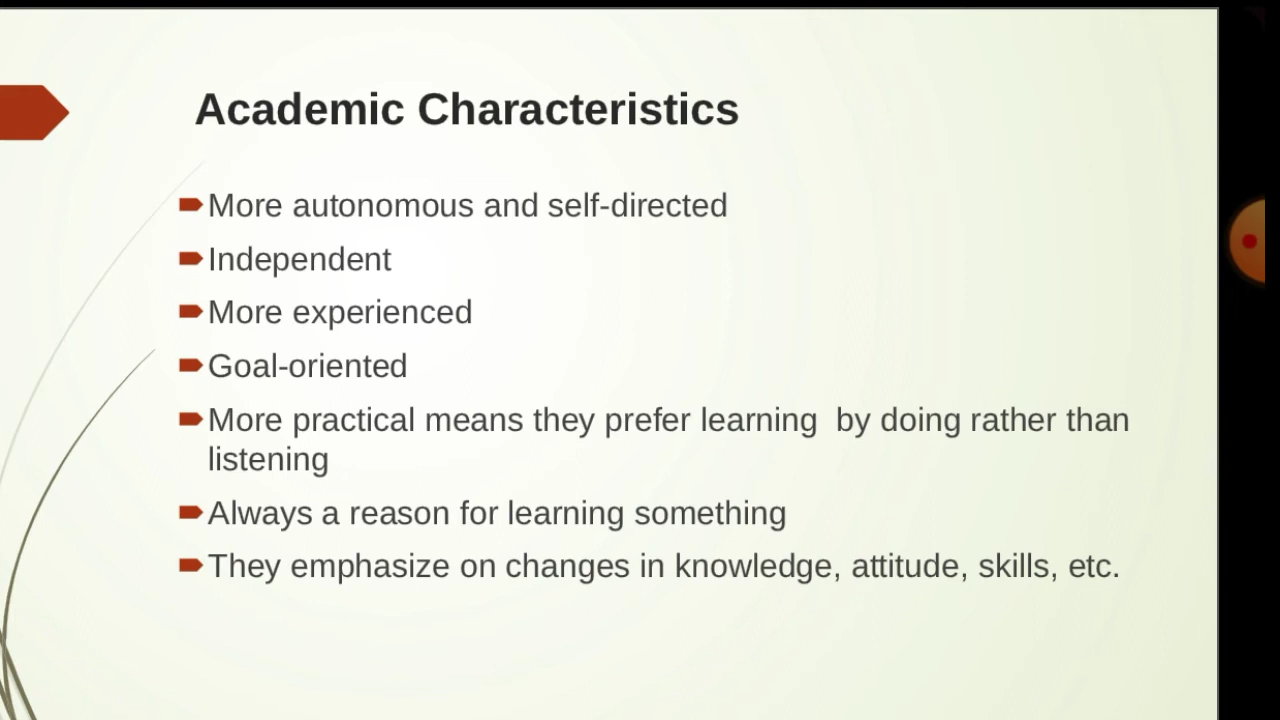 Academic Characteristics
More autonomous and self-directed
Independent
More experienced
Goal-oriented
More practical means they prefer learning  by doing rather than
listening
Always a reason for learning something
They emphasize on changes in knowledge, attitude, skills, etc.